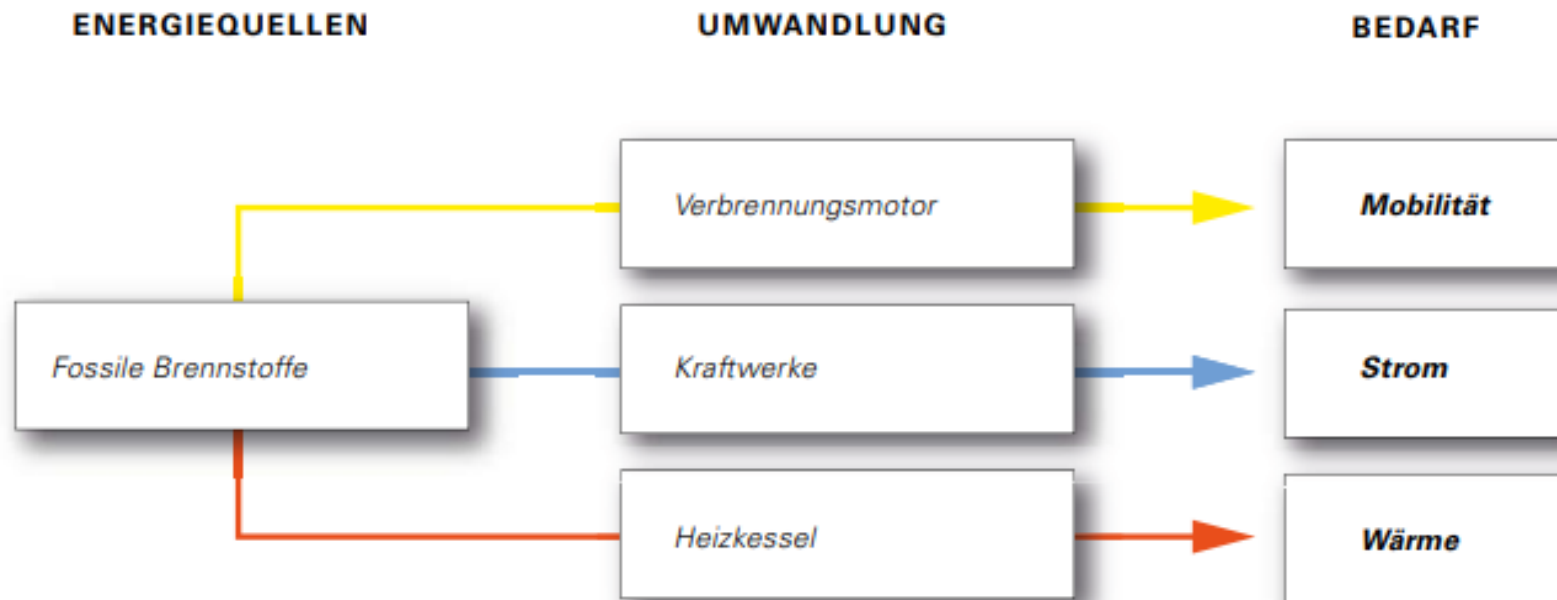 ENERGIEQUELLEN
UMWANDLUNG
BEDARF
Verbrennungsmotor
Mobilität
Fossile Brennstoffe
Kraftwerke
Strom
Heizkessel
Wärme